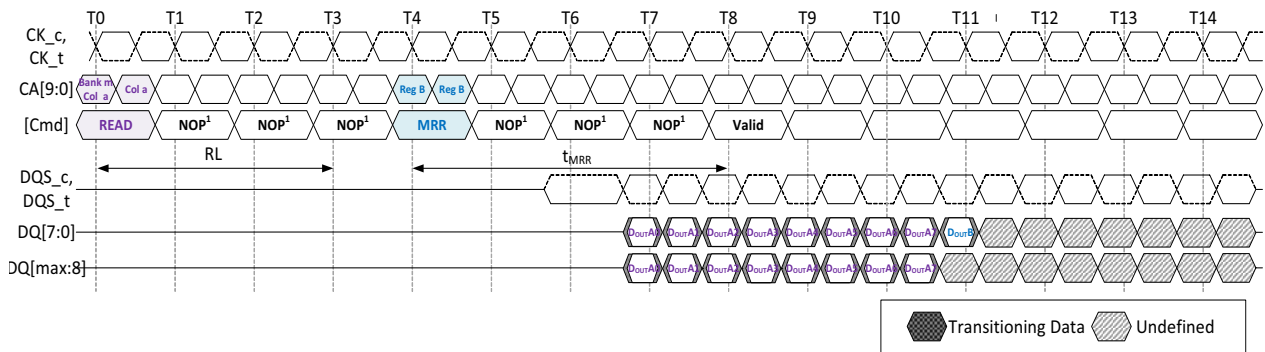 T0 T1 T2 T3 T4 T5 T6 T7 T8 T9 T10 T11 T12 T13 T14
CK_c,
CK_t
CA[9:0] Bank m Col a Col a Reg B Reg B
[Cmd] READ NOP¹ NOP¹ NOP¹ MRR NOP¹ NOP¹ NOP¹ Valid
RL tMRR
DQS_c,
DQS_t
DQ[7:0] DOUTA0 DOUTA1 DOUTA2 DOUTA3 DOUTA4 DOUTA5 DOUTA6 DOUTA7 DOUTB
DQ[max:8] DOUTA0 DOUTA1 DOUTA2 DOUTA3 DOUTA4 DOUTA5 DOUTA6 DOUTA7
Transitioning Data Undefined